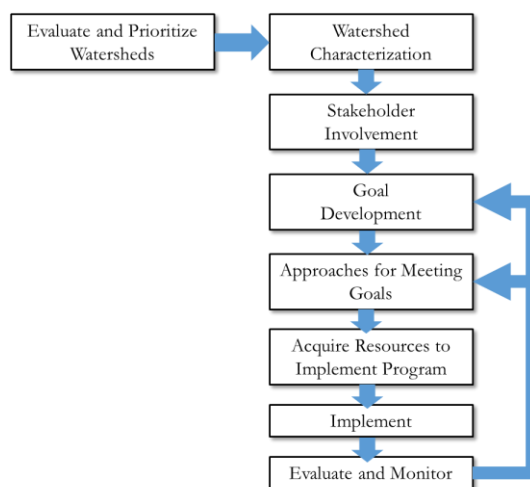 Evaluate and Prioritize
Watersheds
Watershed
Characterization
Stakeholder
Involvement
Goal
Development
Approaches for Meeting
Goals
Acquire Resources to
Implement Program
Implement
Evaluate and Monitor